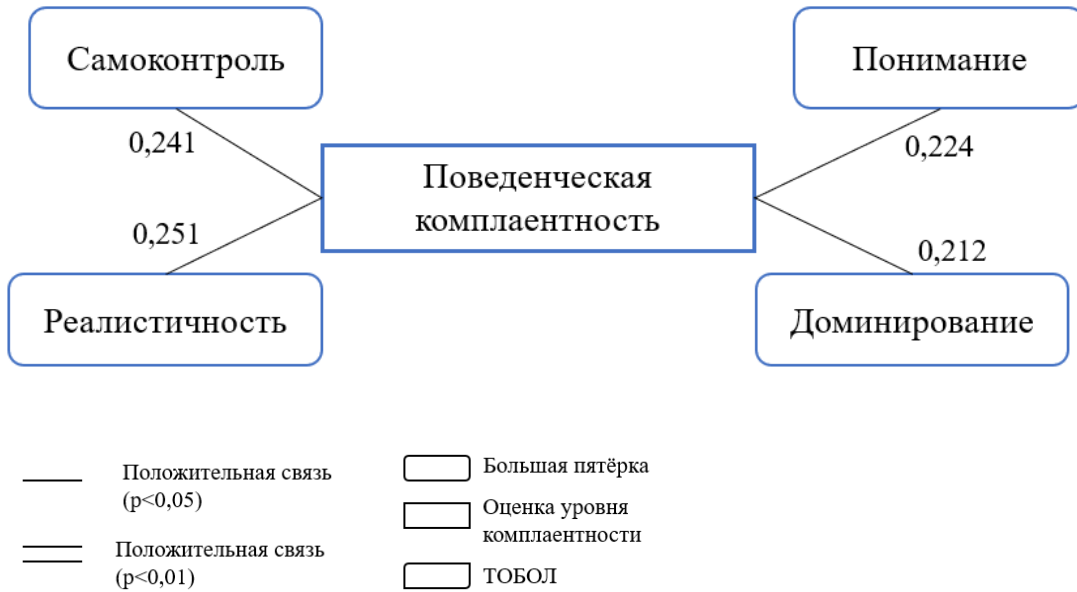 Самоконтроль
Понимание
0,241
0,224
Поведенческая
комплаентность
0,251
0,212
Реалистичность
Доминирование
Положительная связь
(p<0,05)
Положительная связь
(p<0,01)
Большая пятёрка
Оценка уровня
комплаентности
ТОБОЛ